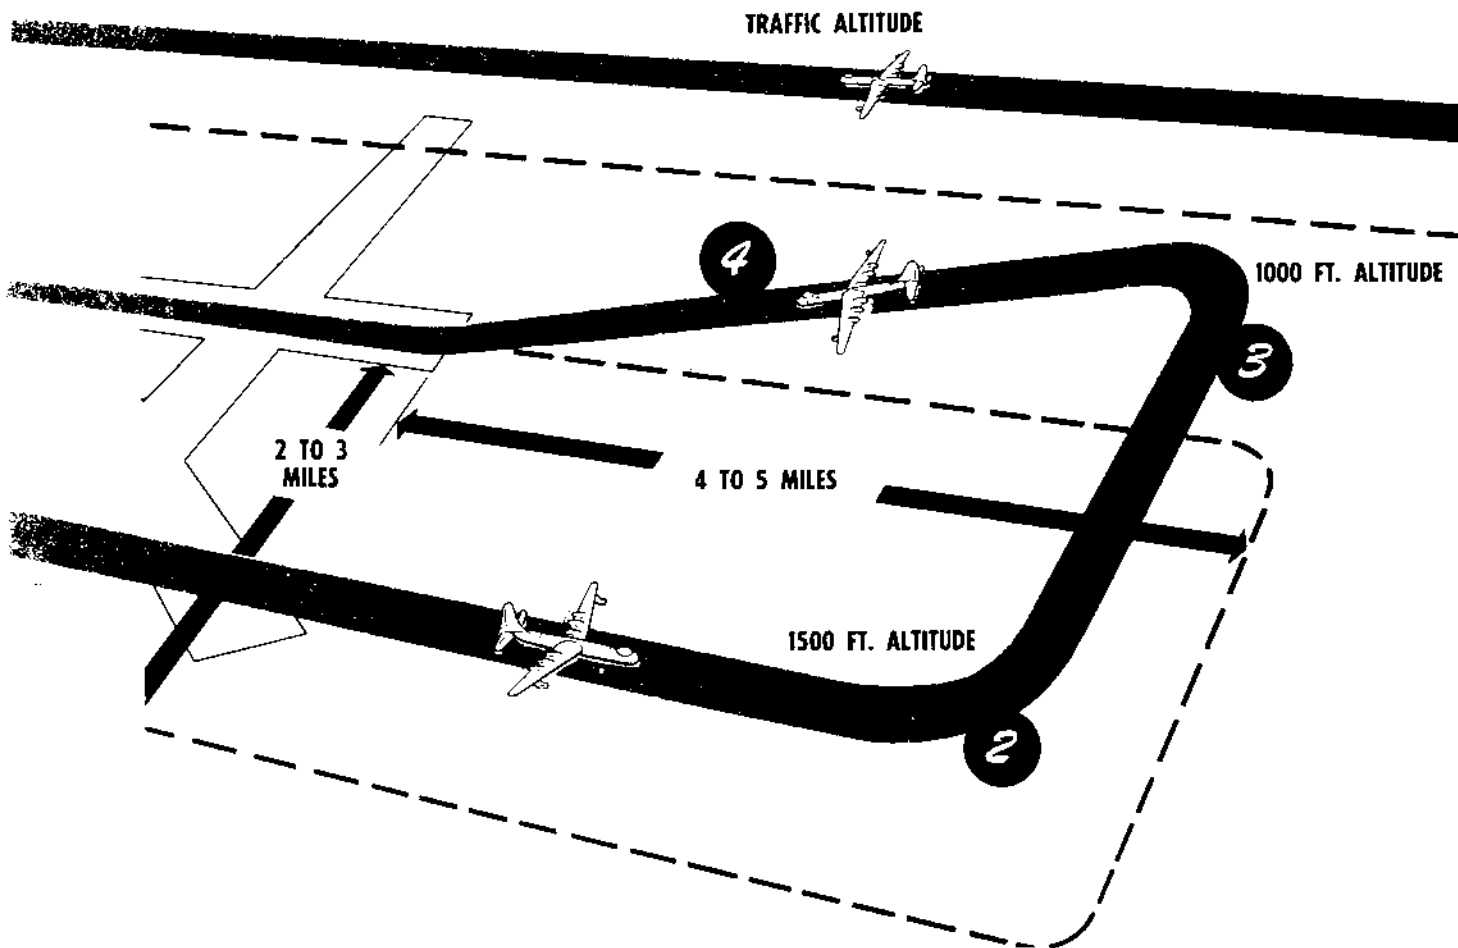 TRAFFIC ALTITUDE
4
1000 FT. ALTITUDE
3
2 TO 3
MILES
4 TO 5 MILES
1500 FT. ALTITUDE
2